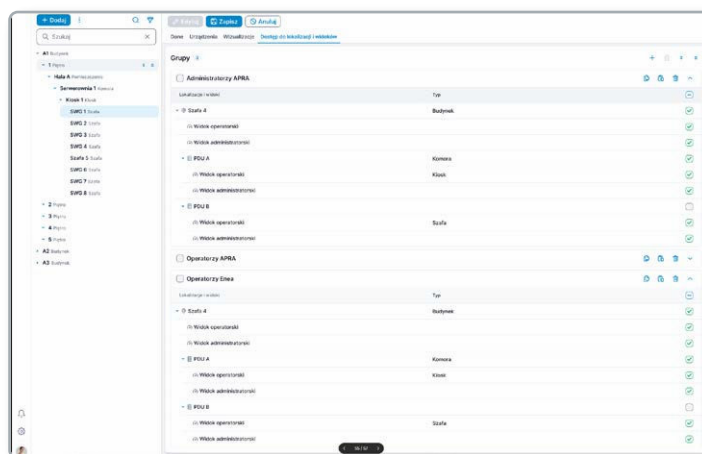 + Dodaj
Edytuj Zapisz Anuluj
Szukaj
Dane Urządzenia Wizualizacje Dostęp do lokalizacji i widoków
A1 Budynek
1 Piętro
Hala A
Serwerownia 1 Komora
Kiosk 1 Kiosk
SWG 1 Szafa
SWG 2 Szafa
SWG 3 Szafa
SWG 4 Szafa
Szafa 5 Szafa
SWG 6 Szafa
SWG 7 Szafa
SWG 8 Szafa
2 Piętro
3 Piętro
4 Piętro
5 Piętro
A2 Budynek
A3 Budynek
Grupy
Administratorzy APRA
Lokalizacje i widoki Typ
Szafa 4 Budynek
Widok operatorski
Widok administratorski
PDU A Komora
Widok operatorski Kiosk
Widok administratorski
PDU B
Widok operatorski Szafa
Widok administratorski
Operatorzy APRA
Operatorzy Enea
Lokalizacje i widoki Typ
Szafa 4 Budynek
Widok operatorski
Widok administratorski
PDU A Komora
Widok operatorski Kiosk
Widok administratorski
PDU B
Widok operatorski Szafa
Widok administratorski